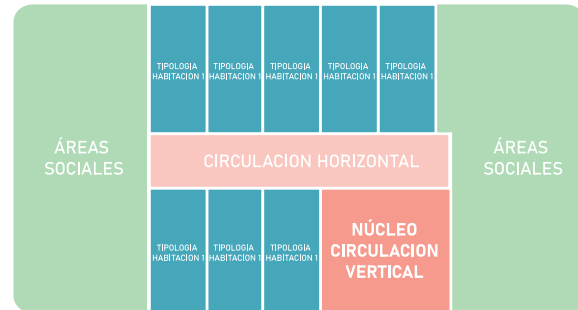 TIPOLOGIA
HABITACION 1
TIPOLOGIA
HABITACION 1
TIPOLOGIA
HABITACION 1
TIPOLOGIA
HABITACION 1
TIPOLOGIA
HABITACION 1
ÁREAS
SOCIALES
CIRCULACION HORIZONTAL
ÁREAS
SOCIALES
TIPOLOGIA
HABITACION 1
TIPOLOGIA
HABITACION 1
TIPOLOGIA
HABITACION 1
NÚCLEO
CIRCULACION
VERTICAL